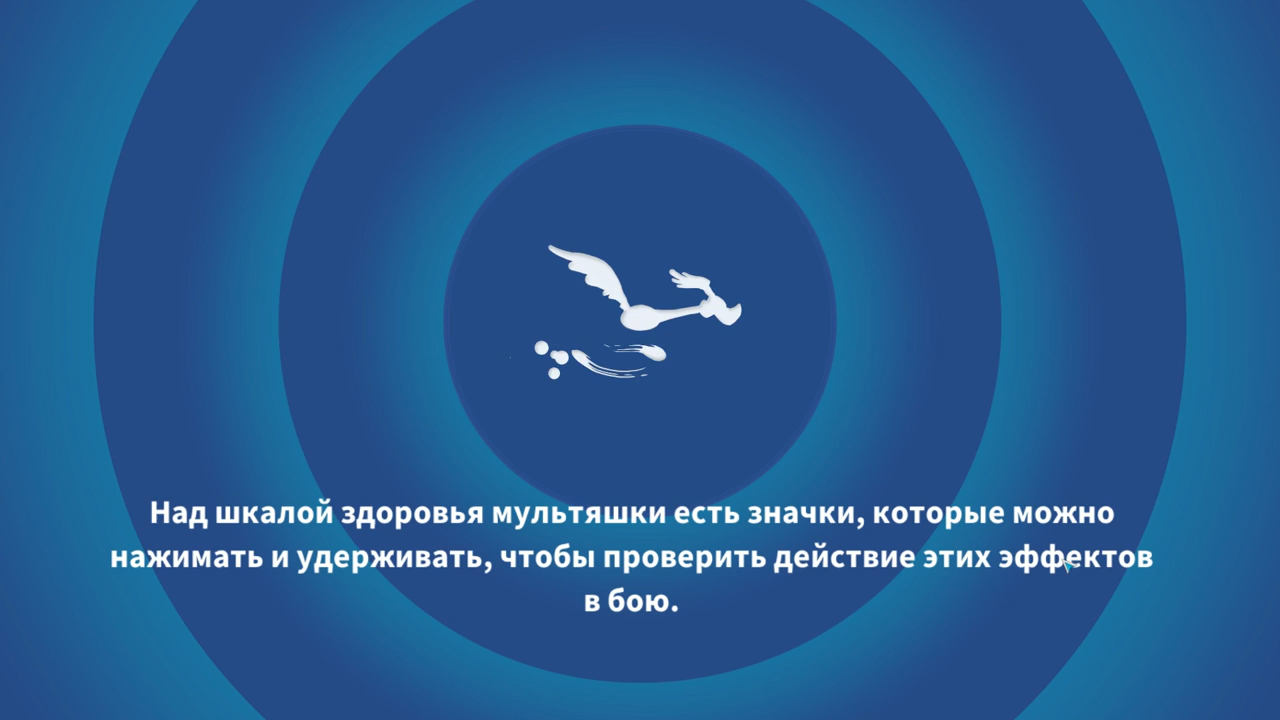 Над шкалой здоровья мультяшки есть значки, которые можно
нажимать и удерживать, чтобы проверить действие этих эффектов
в бою.